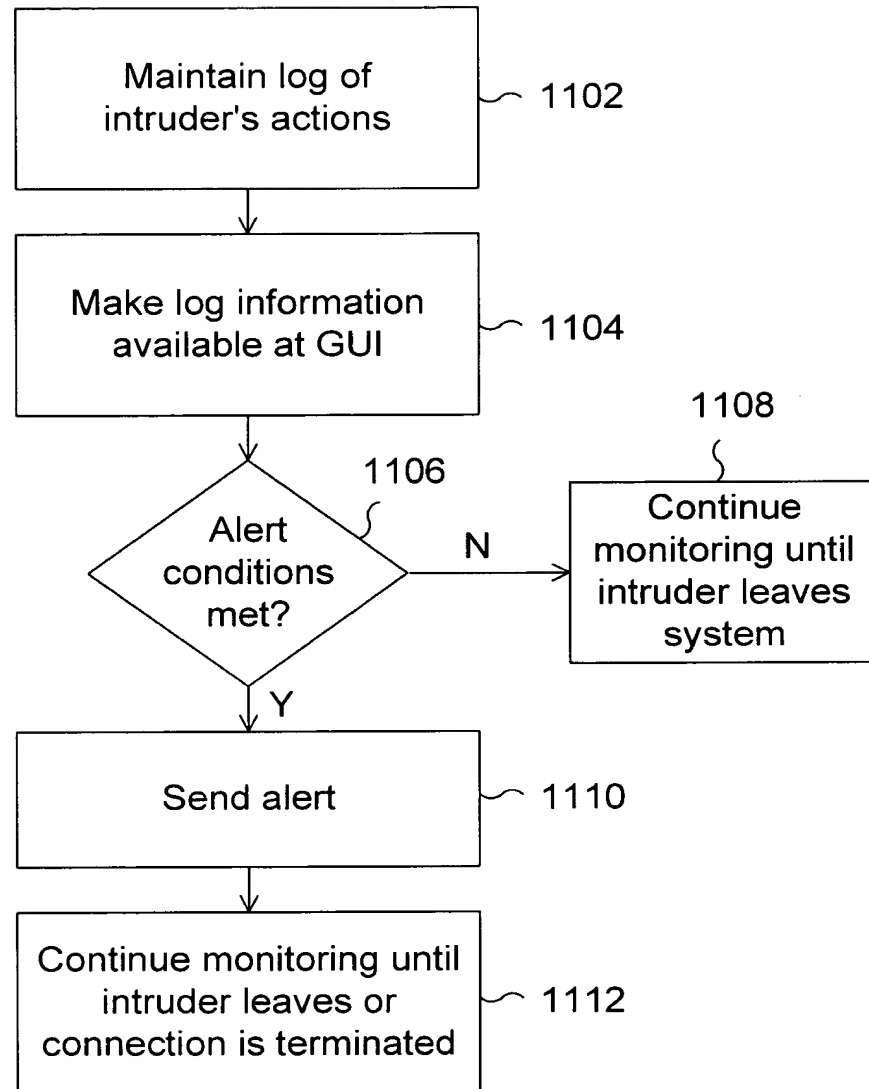 Maintain log of
intruder's actions
1102
Make log information
available at GUI
1104
1106
Alert
conditions
met?
N
1108
Continue
monitoring until
intruder leaves
system
Y
Send alert
1110
Continue monitoring until
intruder leaves or
connection is terminated
1112